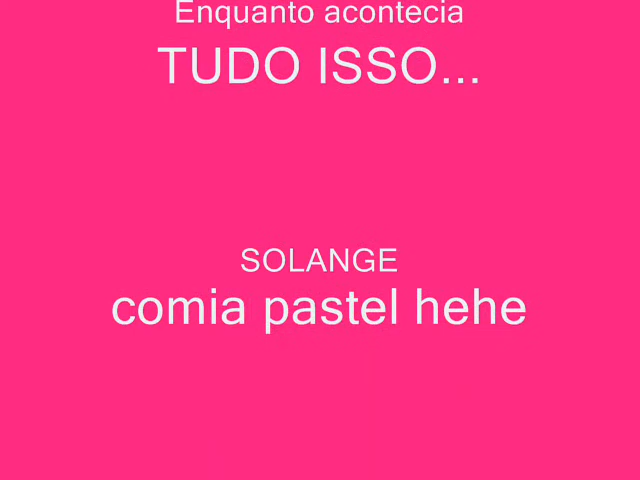 Enquanto acontecia
TUDO ISSO...
SOLANGE
comia pastel hehe